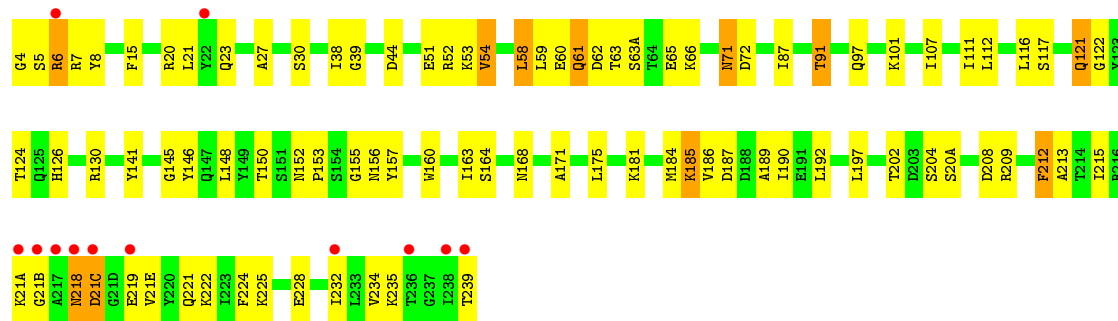 G4 S5 R6 R7 Y8 F15 R20 L21 Y22 Q23 A27 S30 I38 G39 D44 E51 R52 K53 V54 L58 L59 E60 Q61 D62 T63 S63A T64 E65 K66 N71 D72 I87 T91 Q97 K101 I107 I111 L112 L116 S117 Q121 G122 Y123
T124 Q125 H126 R130 Y141 G145 Y146 Q147 L148 Y149 T150 S151 N152 P153 S154 G155 N156 Y157 W160 I163 S164 N168 A171 L175 K181 M184 K185 V186 D187 D188 A189 I190 E191 L192 L197 T202 D203 S204 S20A D208 R209 F212 A213 T214 I215 R216
K21A G21B A217 N218 D21C G21D E219 V21E Y220 Q221 K222 I223 F224 K225 E228 I232 L233 V234 K235 T236 G237 I238 T239